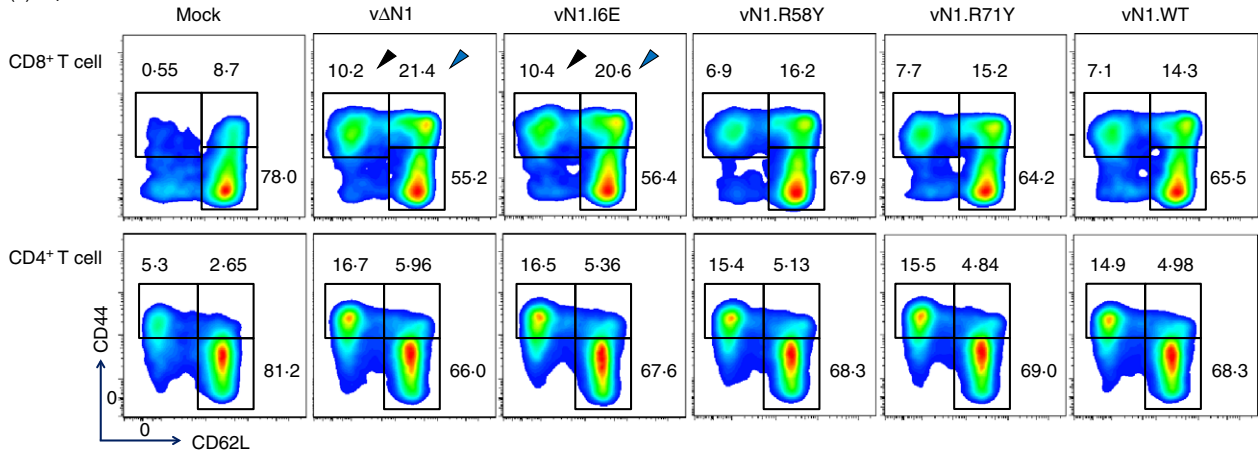 Mock vΔN1 vN1.I6E vN1.R58Y vN1.R71Y vN1.WT
CD8+ T cell
0·55 8·7 10·2 21·4 10·4 20·6 6·9 16·2 7·7 15·2 7·1 14·3
78·0 55·2 56·4 67·9 64·2 65·5
CD4+ T cell
5·3 2·65 16·7 5·96 16·5 5·36 15·4 5·13 15·5 4·84 14·9 4·98
CD44
81·2 66·0 67·6 68·3 69·0 68·3
0
0
CD62L